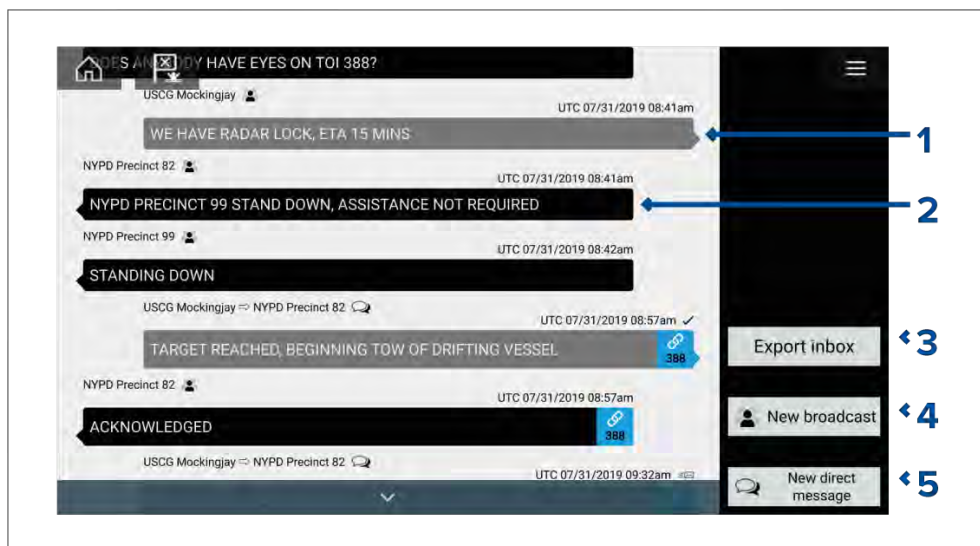 DOES ANYBODY HAVE EYES ON TOI 388?
USCG Mockingjay
UTC 07/31/2019 08:41am
WE HAVE RADAR LOCK, ETA 15 MINS
1
NYPD Precinct 82
UTC 07/31/2019 08:41am
NYPD PRECINCT 99 STAND DOWN, ASSISTANCE NOT REQUIRED
2
NYPD Precinct 99
UTC 07/31/2019 08:42am
STANDING DOWN
USCG Mockingjay ⇨ NYPD Precinct 82
UTC 07/31/2019 08:57am
TARGET REACHED, BEGINNING TOW OF DRIFTING VESSEL
388
Export inbox
3
NYPD Precinct 82
UTC 07/31/2019 08:57am
ACKNOWLEDGED
388
New broadcast
4
USCG Mockingjay ⇨ NYPD Precinct 82
UTC 07/31/2019 09:32am
New direct
message
5